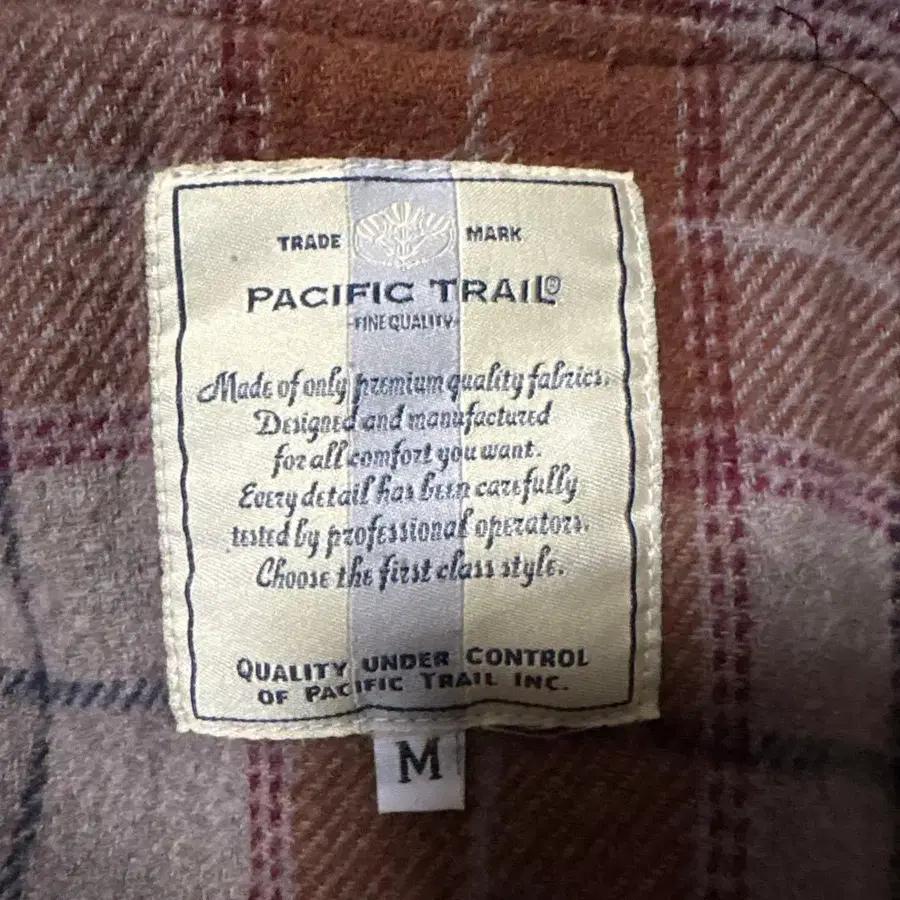 TRADE MARK
PACIFIC TRAIL®
-FINE QUALITY-
Made of only premium quality fabrics.
Designed and manufactured
for all comfort you want.
Every detail has been carefully
tested by professional operators.
Choose the first class style.
QUALITY UNDER CONTROL
OF PACIFIC TRAIL INC.
M